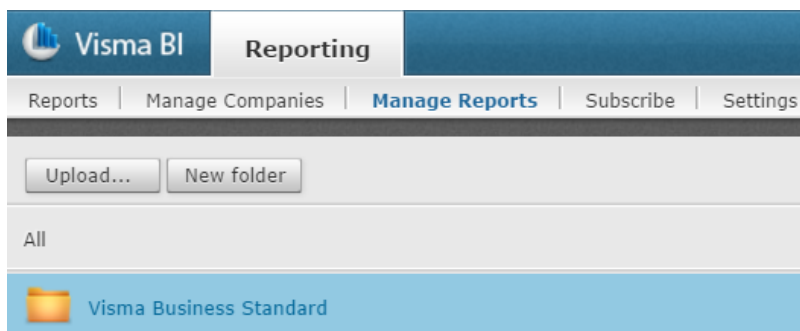 Visma BI Reporting
Reports Manage Companies Manage Reports Subscribe Settings
Upload... New folder
All
Visma Business Standard